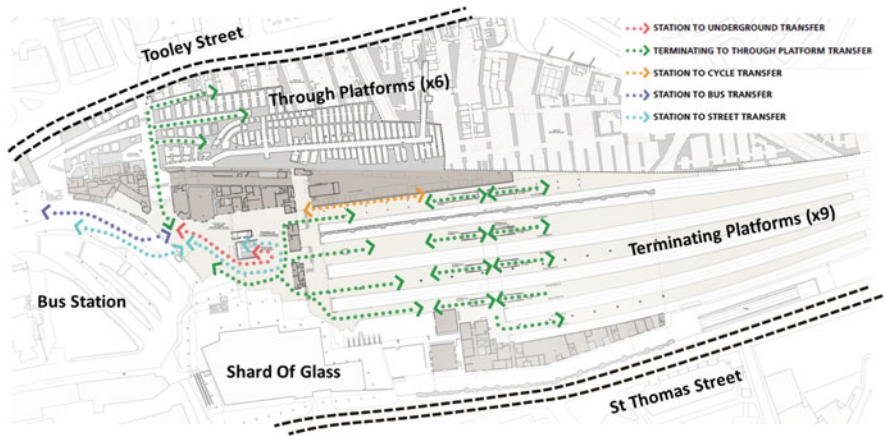 Tooley Street
STATION TO UNDERGROUND TRANSFER
TERMINATING TO THROUGH PLATFORM TRANSFER
STATION TO CYCLE TRANSFER
STATION TO BUS TRANSFER
STATION TO STREET TRANSFER
Through Platforms (x6)
Terminating Platforms (x9)
Bus Station
Shard Of Glass
St Thomas Street